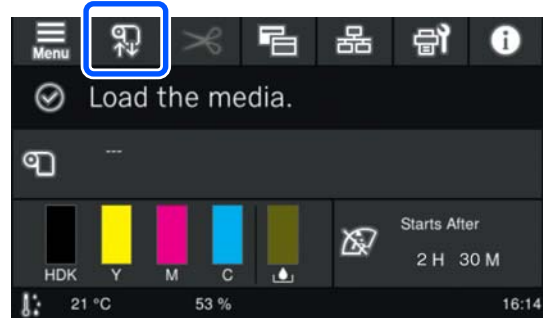 Menu
Load the media.
---
Starts After
2 H 30 M
HDK Y M C
21 °C 53 % 16:14